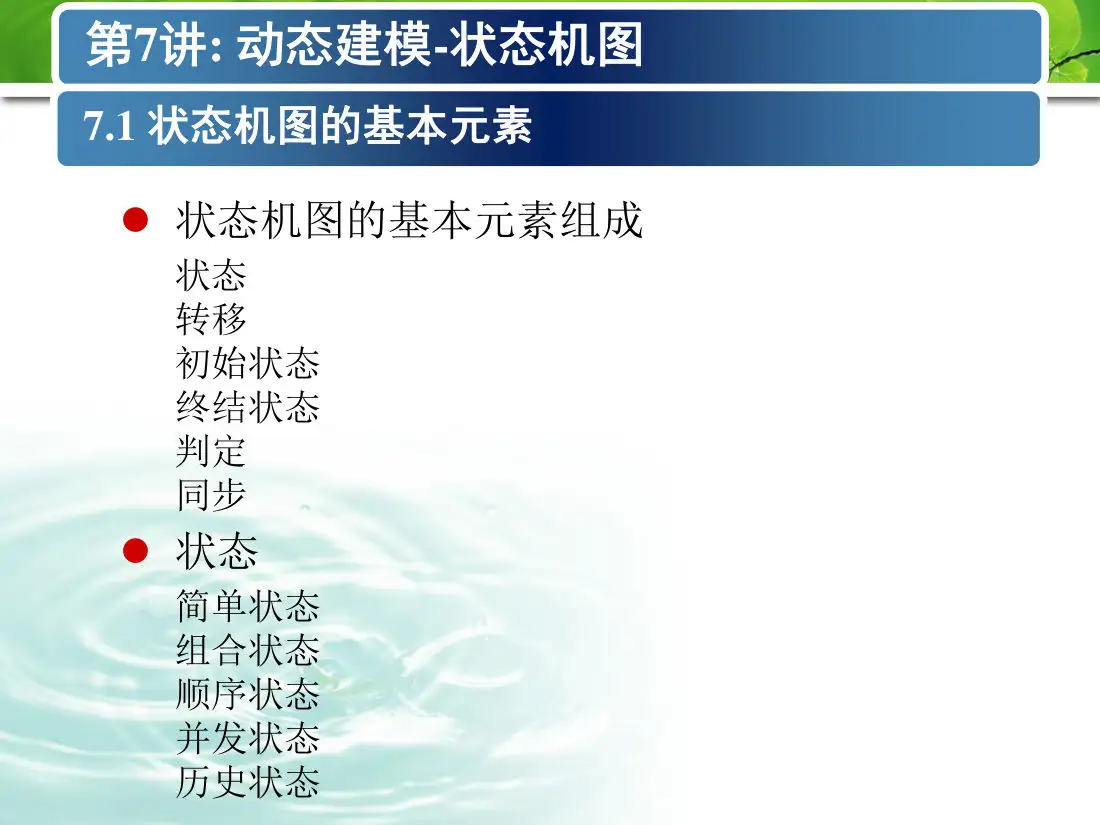 第7讲: 动态建模-状态机图
7.1 状态机图的基本元素
状态机图的基本元素组成
状态
转移
初始状态
终结状态
判定
同步
状态
简单状态
组合状态
顺序状态
并发状态
历史状态